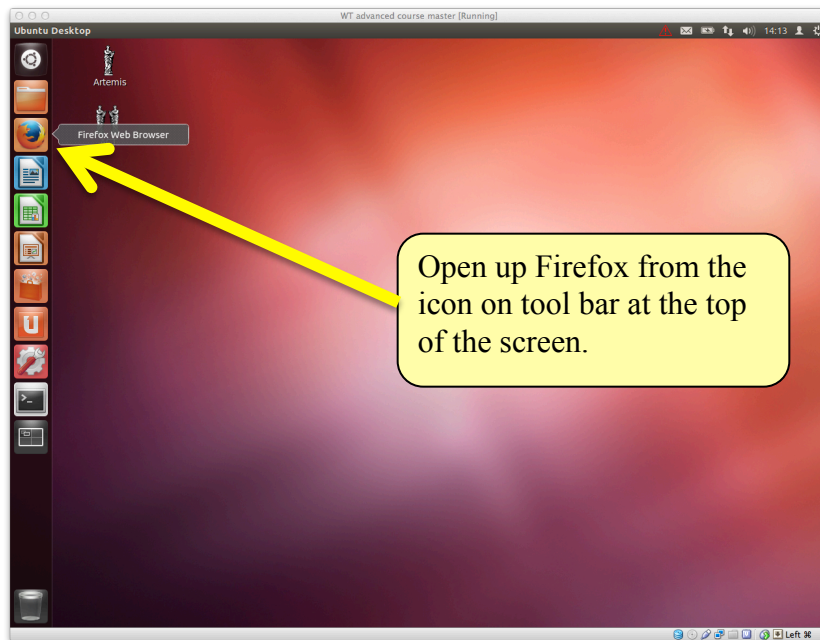 WT advanced course master [Running]
Ubuntu Desktop
14:13
Artemis
Firefox Web Browser
Open up Firefox from the
icon on tool bar at the top
of the screen.
U
>_
Left ⌘